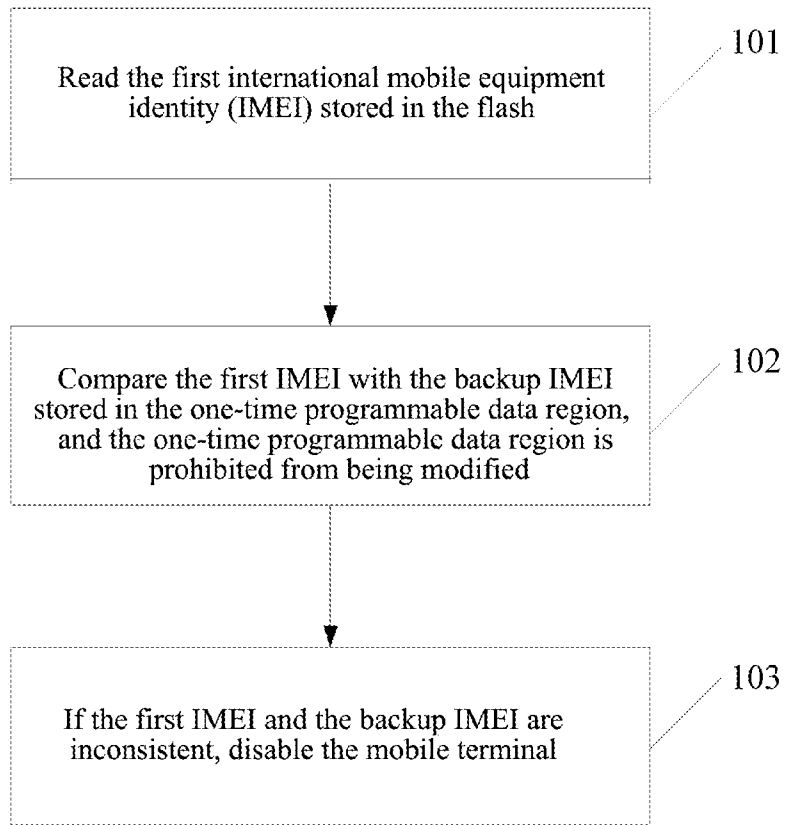 101
Read the first international mobile equipment
identity (IMEI) stored in the flash
102
Compare the first IMEI with the backup IMEI
stored in the one-time programmable data region,
and the one-time programmable data region is
prohibited from being modified
103
If the first IMEI and the backup IMEI are
inconsistent, disable the mobile terminal